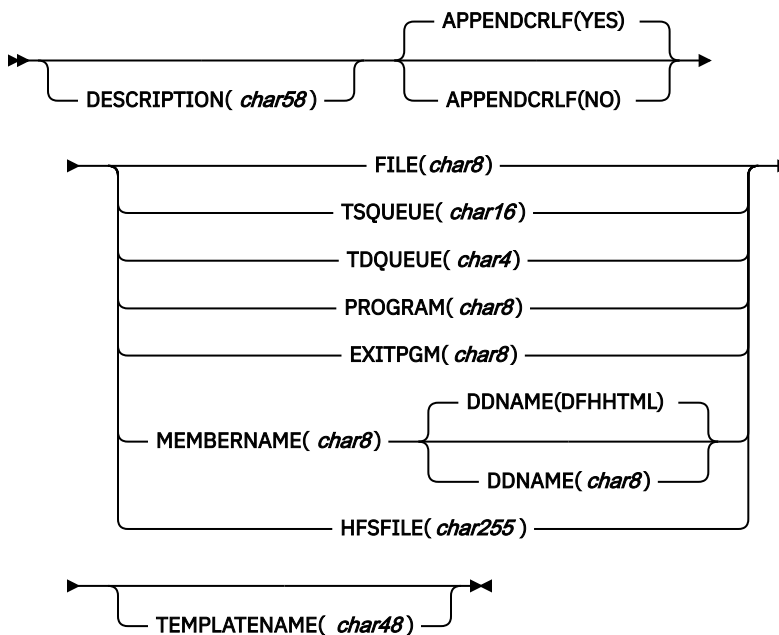 APPENDCRLF(YES)
DESCRIPTION( char58)
APPENDCRLF(NO)
FILE(char8)
TSQUEUE( char16)
TDQUEUE( char4)
PROGRAM(char8)
EXITPGM(char8)
DDNAME(DFHHTML)
MEMBERNAME( char8)
DDNAME( char8)
HFSFILE(char255)
TEMPLATENAME( char48)